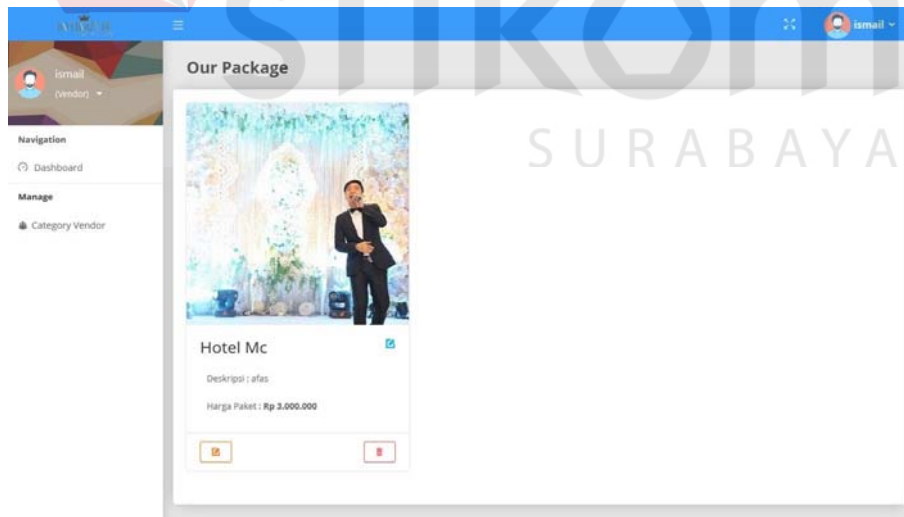 ismail
ismail
(vendor)
Navigation
Dashboard
Manage
Category Vendor
Our Package
SURABAYA
Hotel Mc
Deskripsi : afas
Harga Paket : Rp 3.000.000